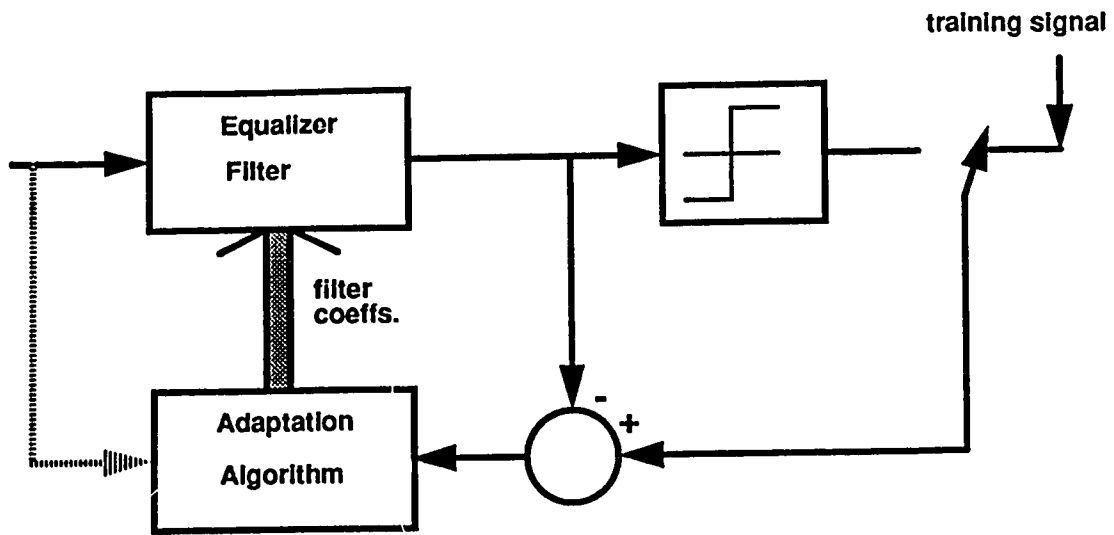 training signal
Equalizer
Filter
filter
coeffs.
-
+
Adaptation
Algorithm